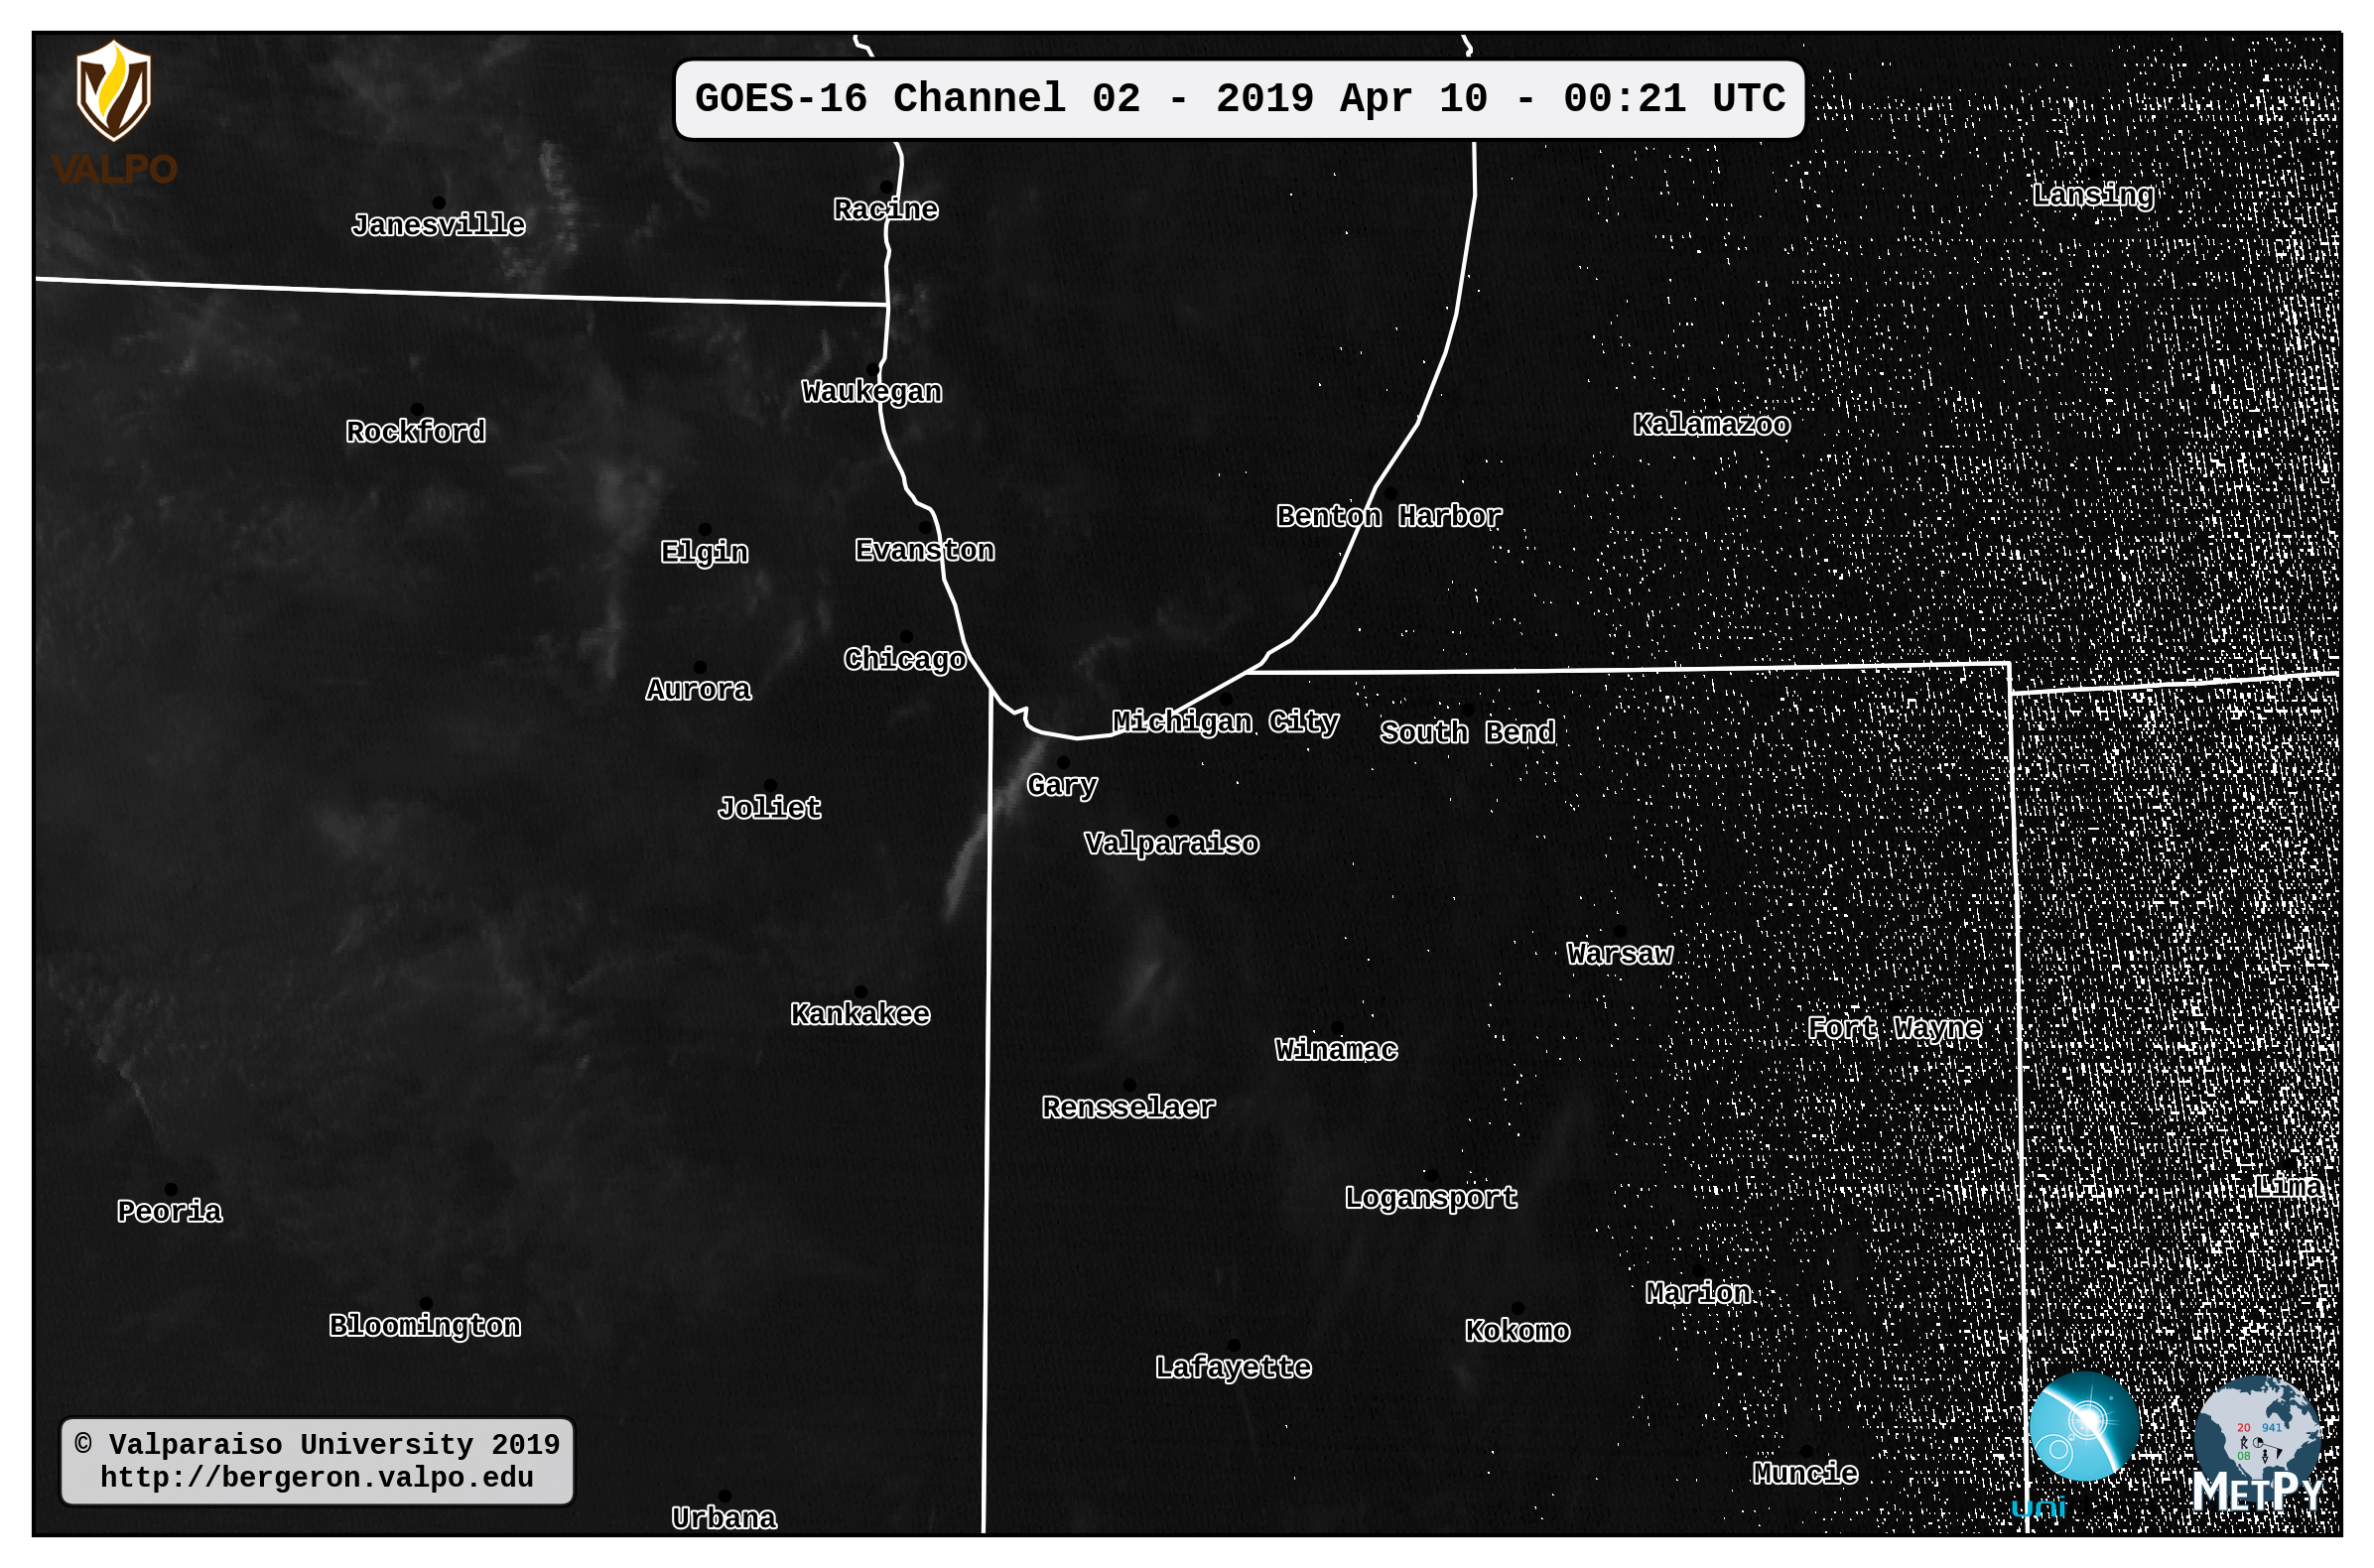 GOES-16 Channel 02 - 2019 Apr 10 - 00:21 UTC
VALPO
Lansing
Janesville
Racine
Waukegan
Rockford
Kalamazoo
Benton Harbor
Elgin
Evanston
Chicago
Aurora
Michigan City
South Bend
Gary
Joliet
Valparaiso
Warsaw
Kankakee
Fort Wayne
Winamac
Rensselaer
Logansport
Lima
Peoria
Marion
Bloomington
Kokomo
Lafayette
20 941
08
© Valparaiso University 2019
http://bergeron.valpo.edu
Muncie
METPY
uni
Urbana